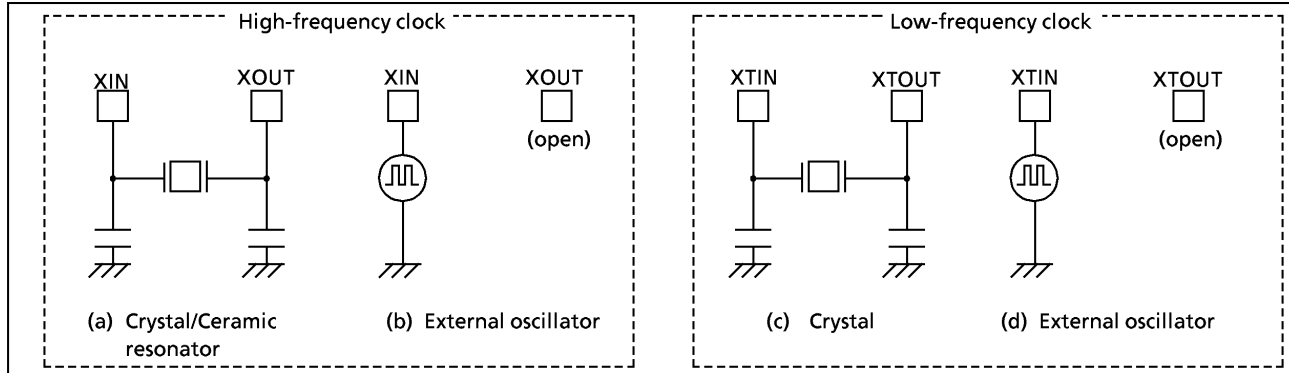 High-frequency clock
XIN
XOUT
XIN
XOUT
(open)
(a) Crystal/Ceramic
resonator
(b) External oscillator
Low-frequency clock
XTIN
XTOUT
XTIN
XTOUT
(open)
(c) Crystal
(d) External oscillator